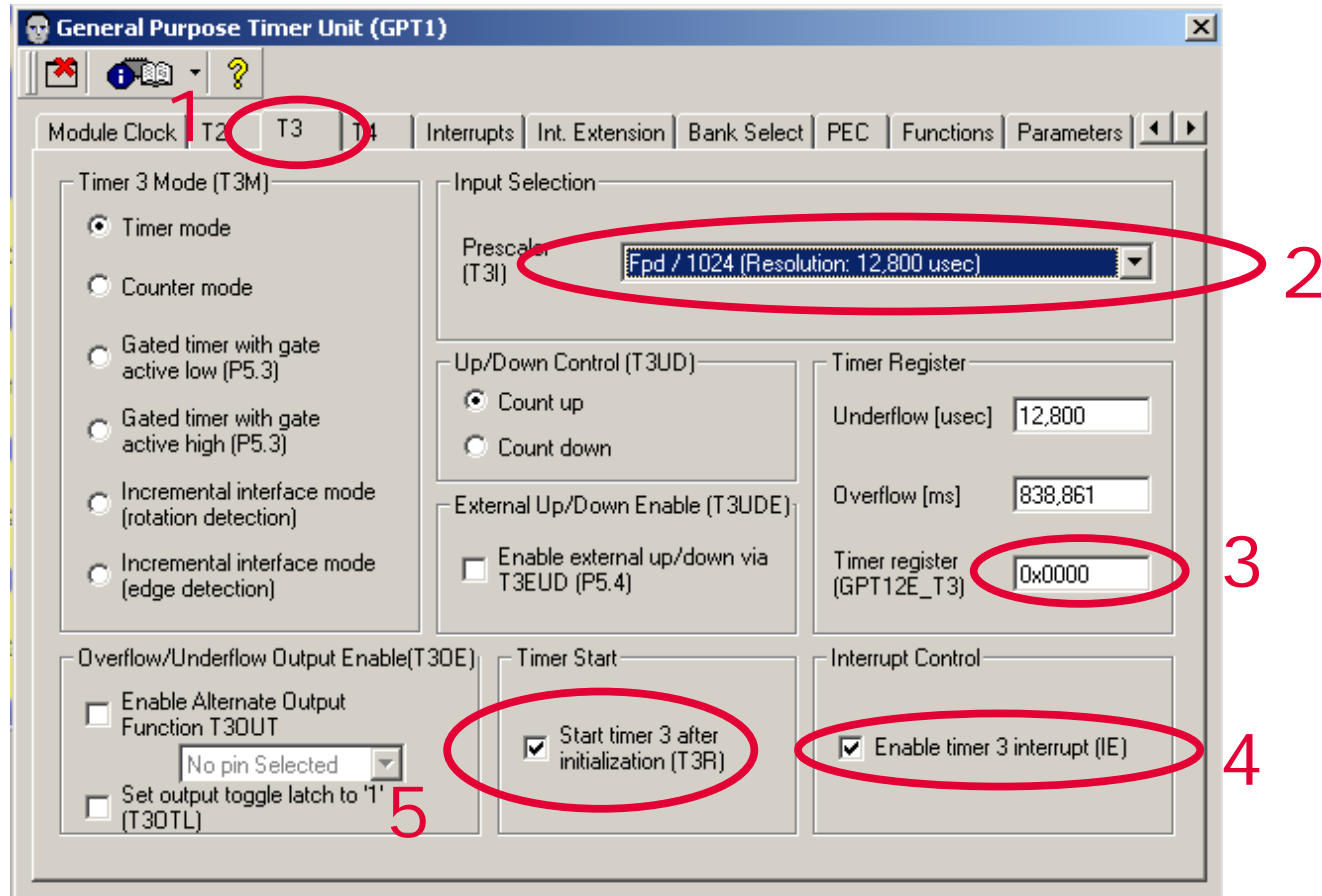 General Purpose Timer Unit (GPT1)
1
Module Clock T2 T3 T4 Interrupts Int. Extension Bank Select PEC Functions Parameters
Timer 3 Mode (T3M)
Timer mode
Counter mode
Gated timer with gate
active low (P5.3)
Gated timer with gate
active high (P5.3)
Incremental interface mode
(rotation detection)
Incremental interface mode
(edge detection)
Input Selection
Prescaler
(T3I)
Fpd / 1024 (Resolution: 12,800 usec)
2
Up/Down Control (T3UD)
Count up
Count down
External Up/Down Enable (T3UDE)
Enable external up/down via
T3EUD (P5.4)
Timer Register
Underflow [usec] 12,800
Overflow [ms] 838,861
Timer register
(GPT12E_T3)
0x0000
3
Overflow/Underflow Output Enable(T3OE)
Enable Alternate Output
Function T3OUT
No pin Selected
Set output toggle latch to '1'
(T3OTL)
5
Timer Start
Start timer 3 after
initialization (T3R)
Interrupt Control
Enable timer 3 interrupt (IE)
4